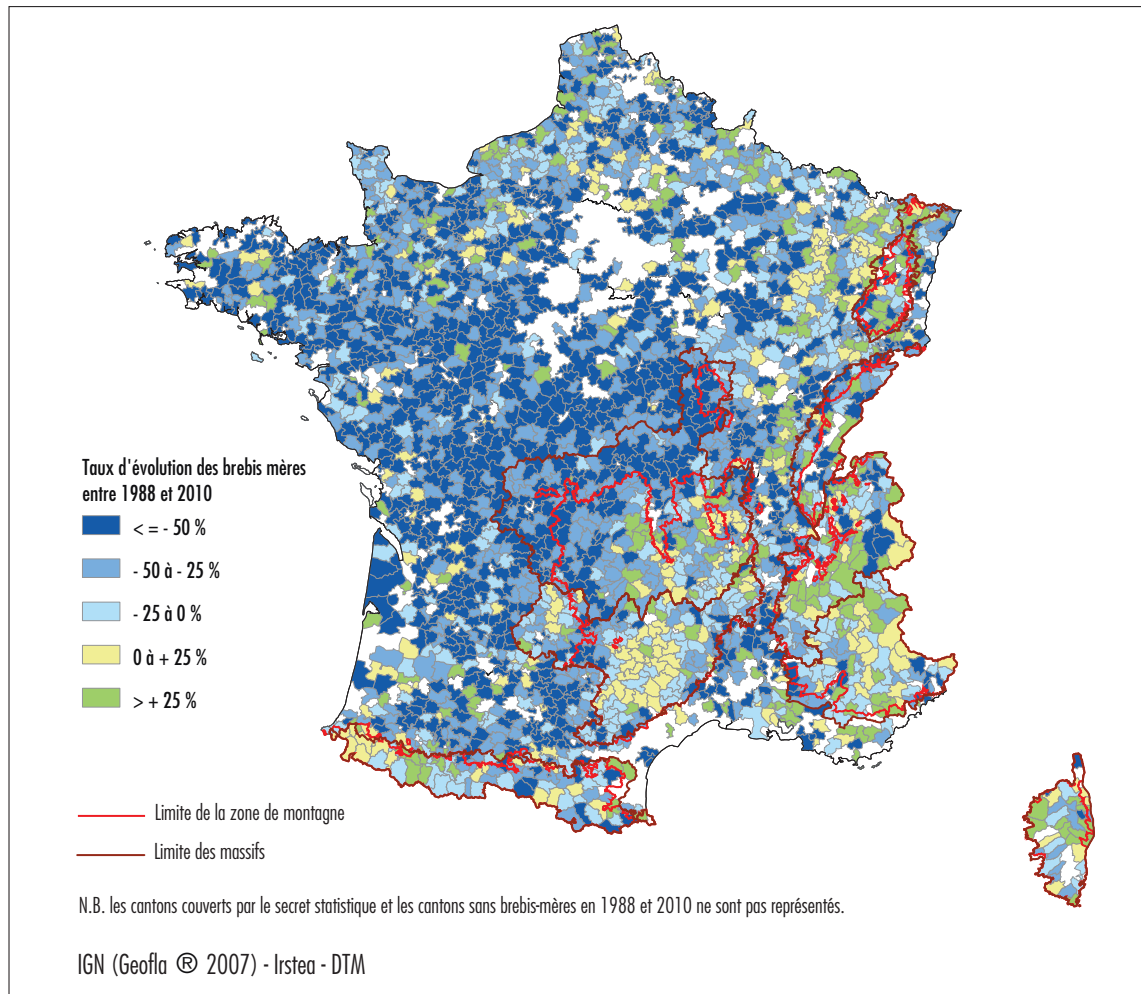 Taux d'évolution des brebis mères
entre 1988 et 2010
< = - 50 %
- 50 à - 25 %
- 25 à 0 %
0 à + 25 %
> + 25 %
Limite de la zone de montagne
Limite des massifs
N.B. les cantons couverts par le secret statistique et les cantons sans brebis-mères en 1988 et 2010 ne sont pas représentés.
IGN (Geofla ® 2007) - Irstea - DTM